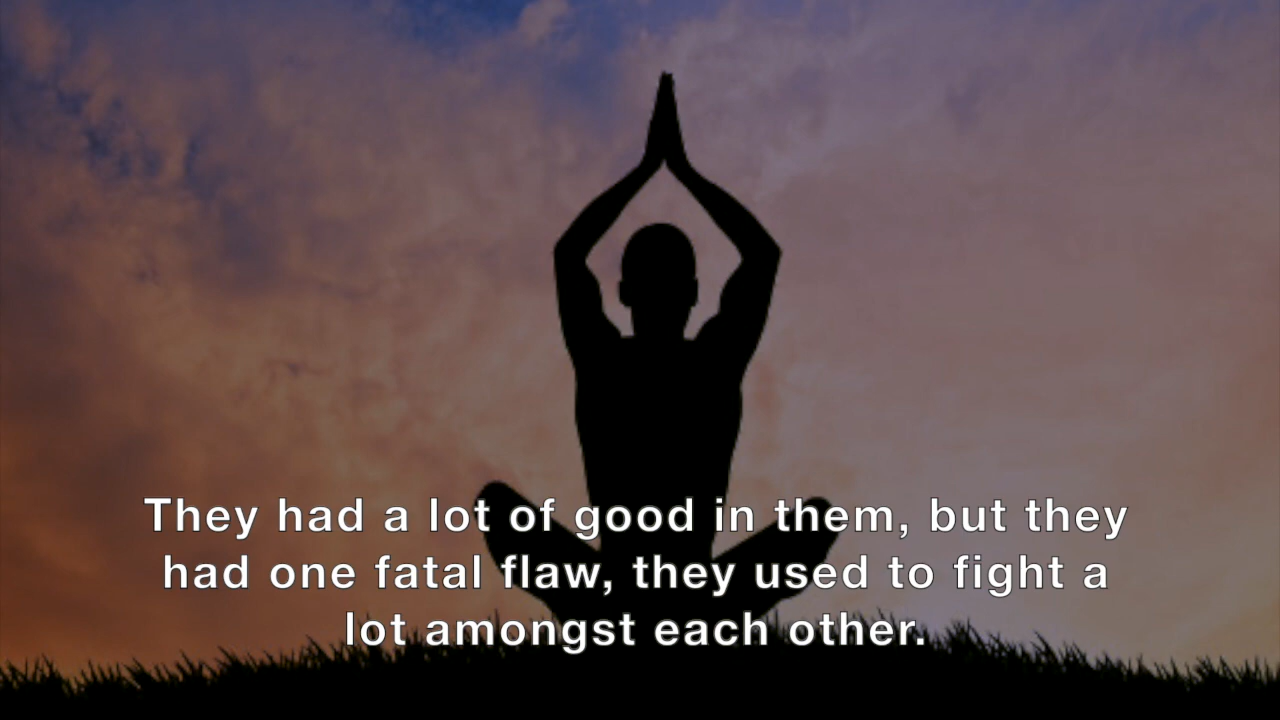 They had a lot of good in them, but they
had one fatal flaw, they used to fight a
lot amongst each other.